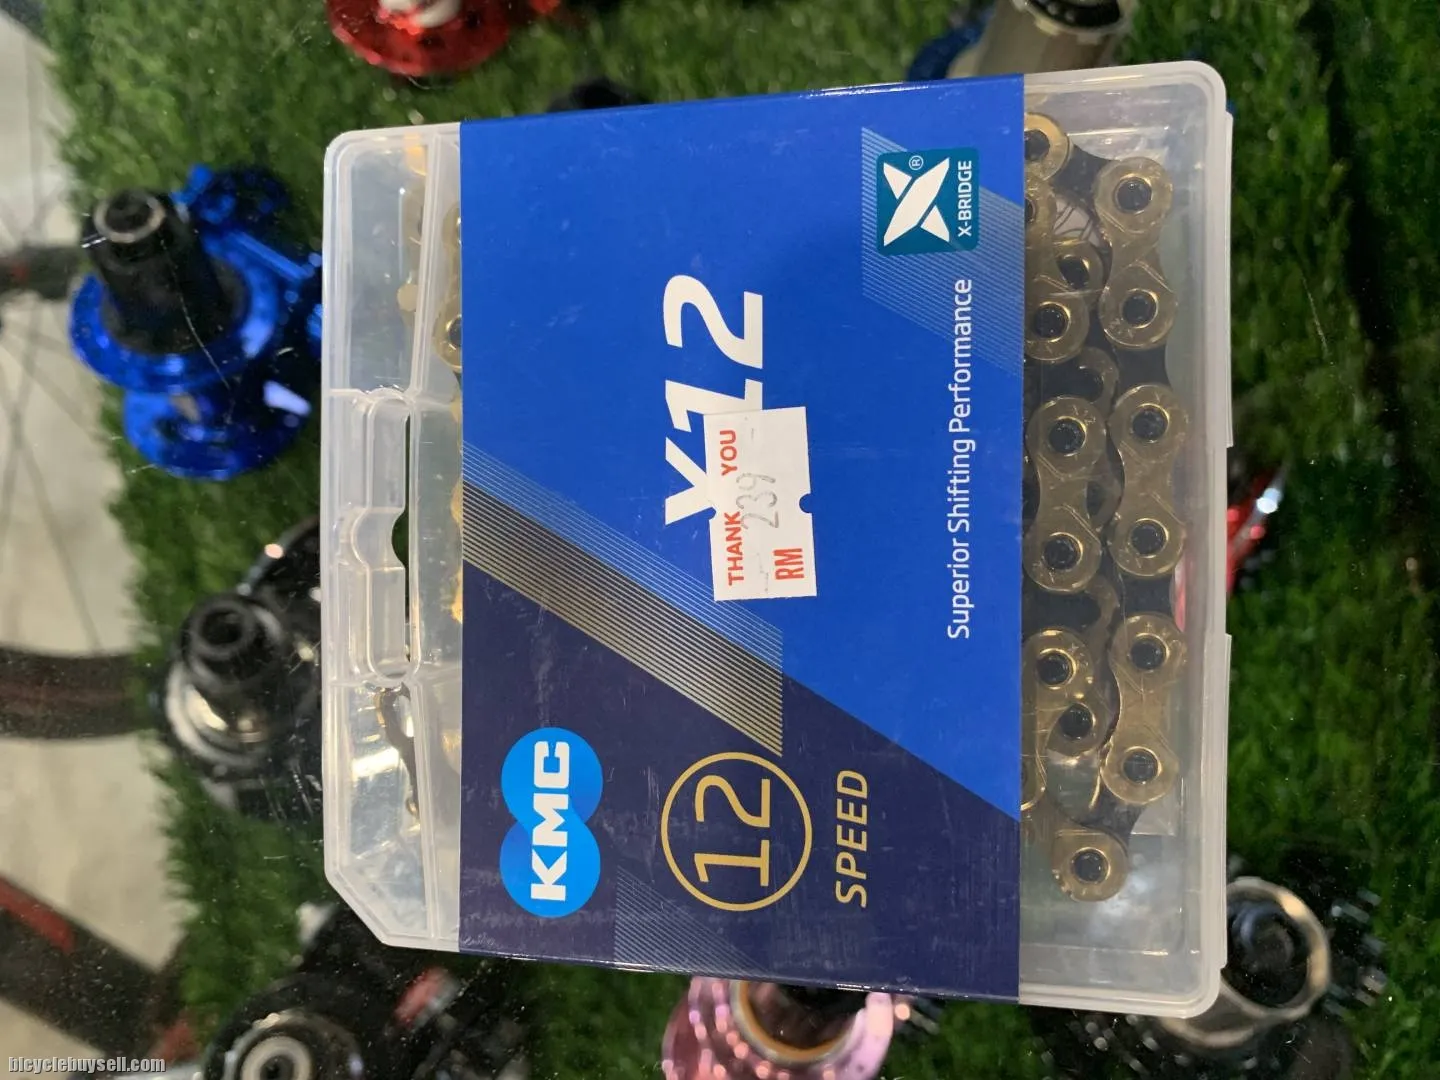 KMC
X12
12
SPEED
THANK YOU
RM 239
Superior Shifting Performance
X-BRIDGE
®
bicyclebuysell.com